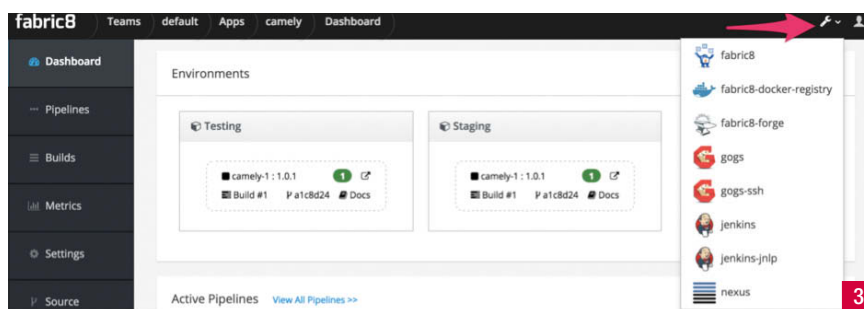 fabric8 Teams default Apps camely Dashboard
Dashboard
Pipelines
Builds
Metrics
Settings
Source
Environments
Testing
camely-1 : 1.0.1 1
Build #1 a1c8d24 Docs
Staging
camely-1 : 1.0.1 1
Build #1 a1c8d24 Docs
Active Pipelines View All Pipelines >>
fabric8
fabric8-docker-registry
fabric8-forge
gogs
gogs-ssh
jenkins
jenkins-jnlp
nexus
3